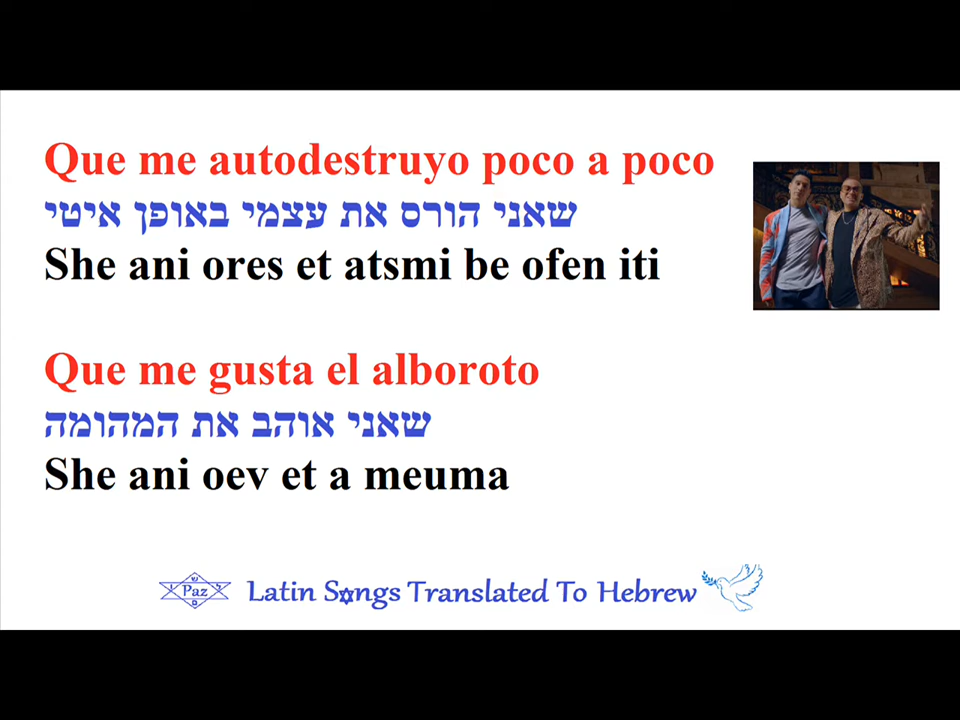 Que me autodestruyo poco a poco
שאני הורס את עצמי באופן איטי
She ani ores et atsmi be ofen iti
Que me gusta el alboroto
שאני אוהב את המהומה
She ani oev et a meuma
Paz
Latin Songs Translated To Hebrew